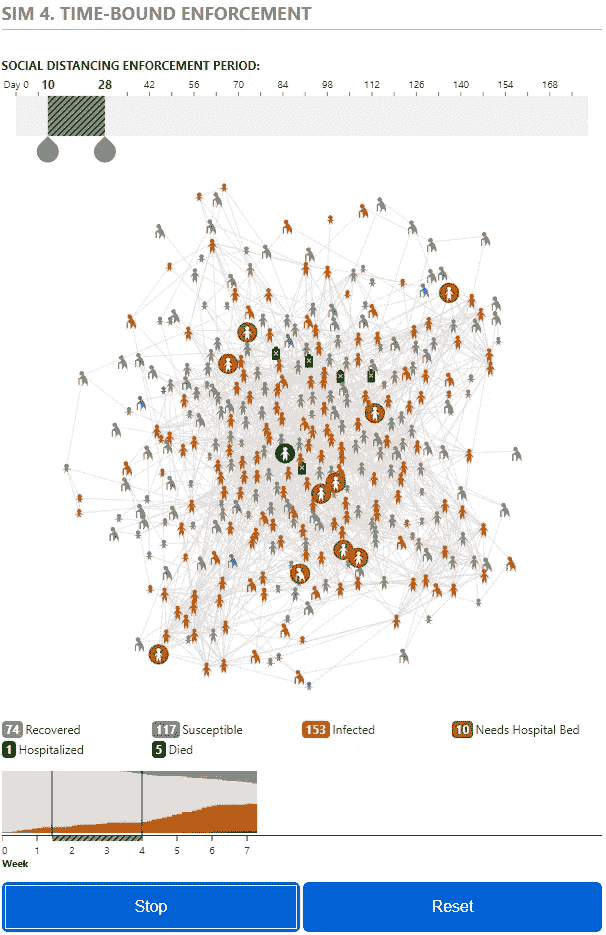 SIM 4. TIME-BOUND ENFORCEMENT
SOCIAL DISTANCING ENFORCEMENT PERIOD:
Day 0 10 28 42 56 70 84 98 112 126 140 154 168
74 Recovered 117 Susceptible 153 Infected 10 Needs Hospital Bed
1 Hospitalized 5 Died
0 1 2 3 4 5 6 7
Week
Stop Reset